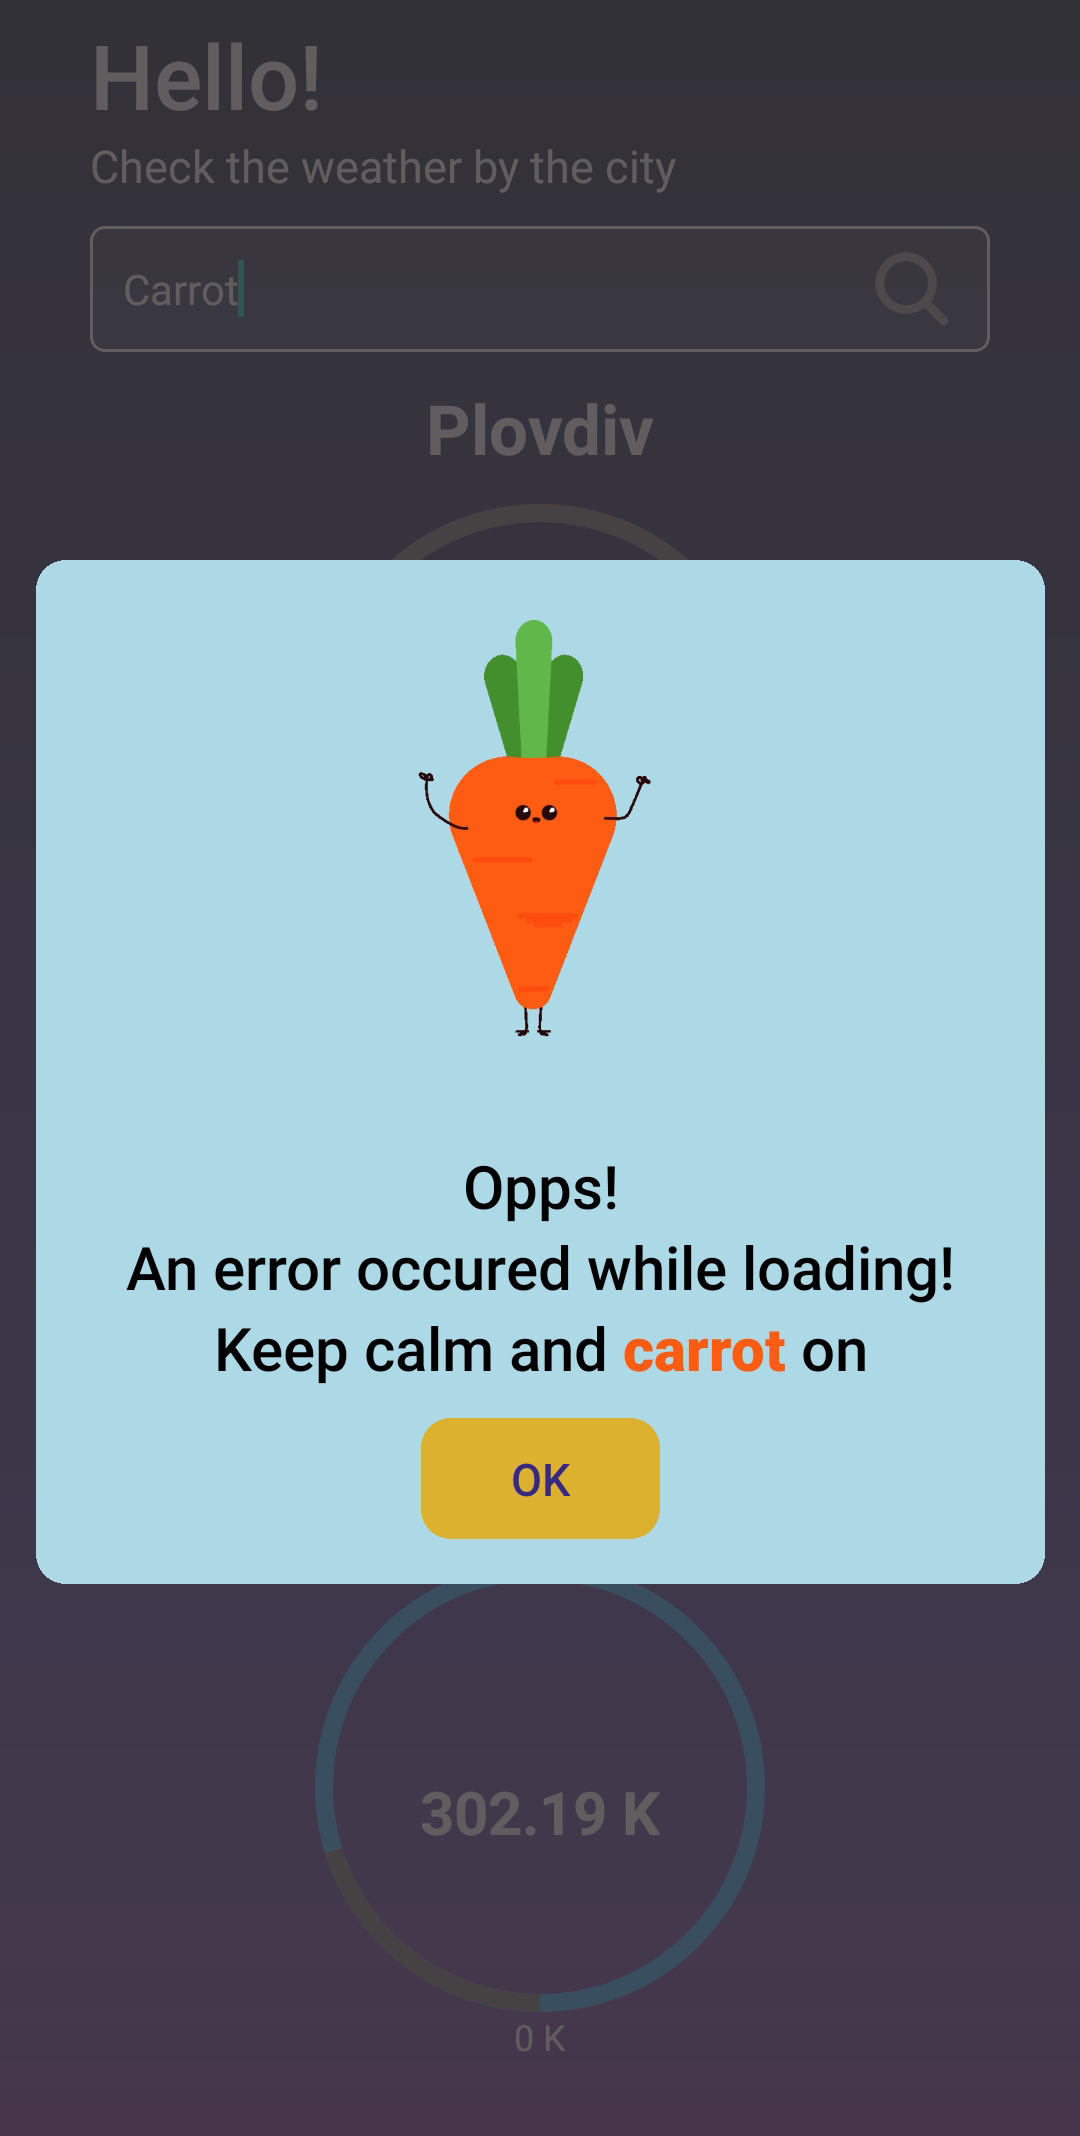 Hello!
Check the weather by the city
Carrot
Plovdiv
Opps!
An error occured while loading!
Keep calm and carrot on
OK
302.19 K
0 K